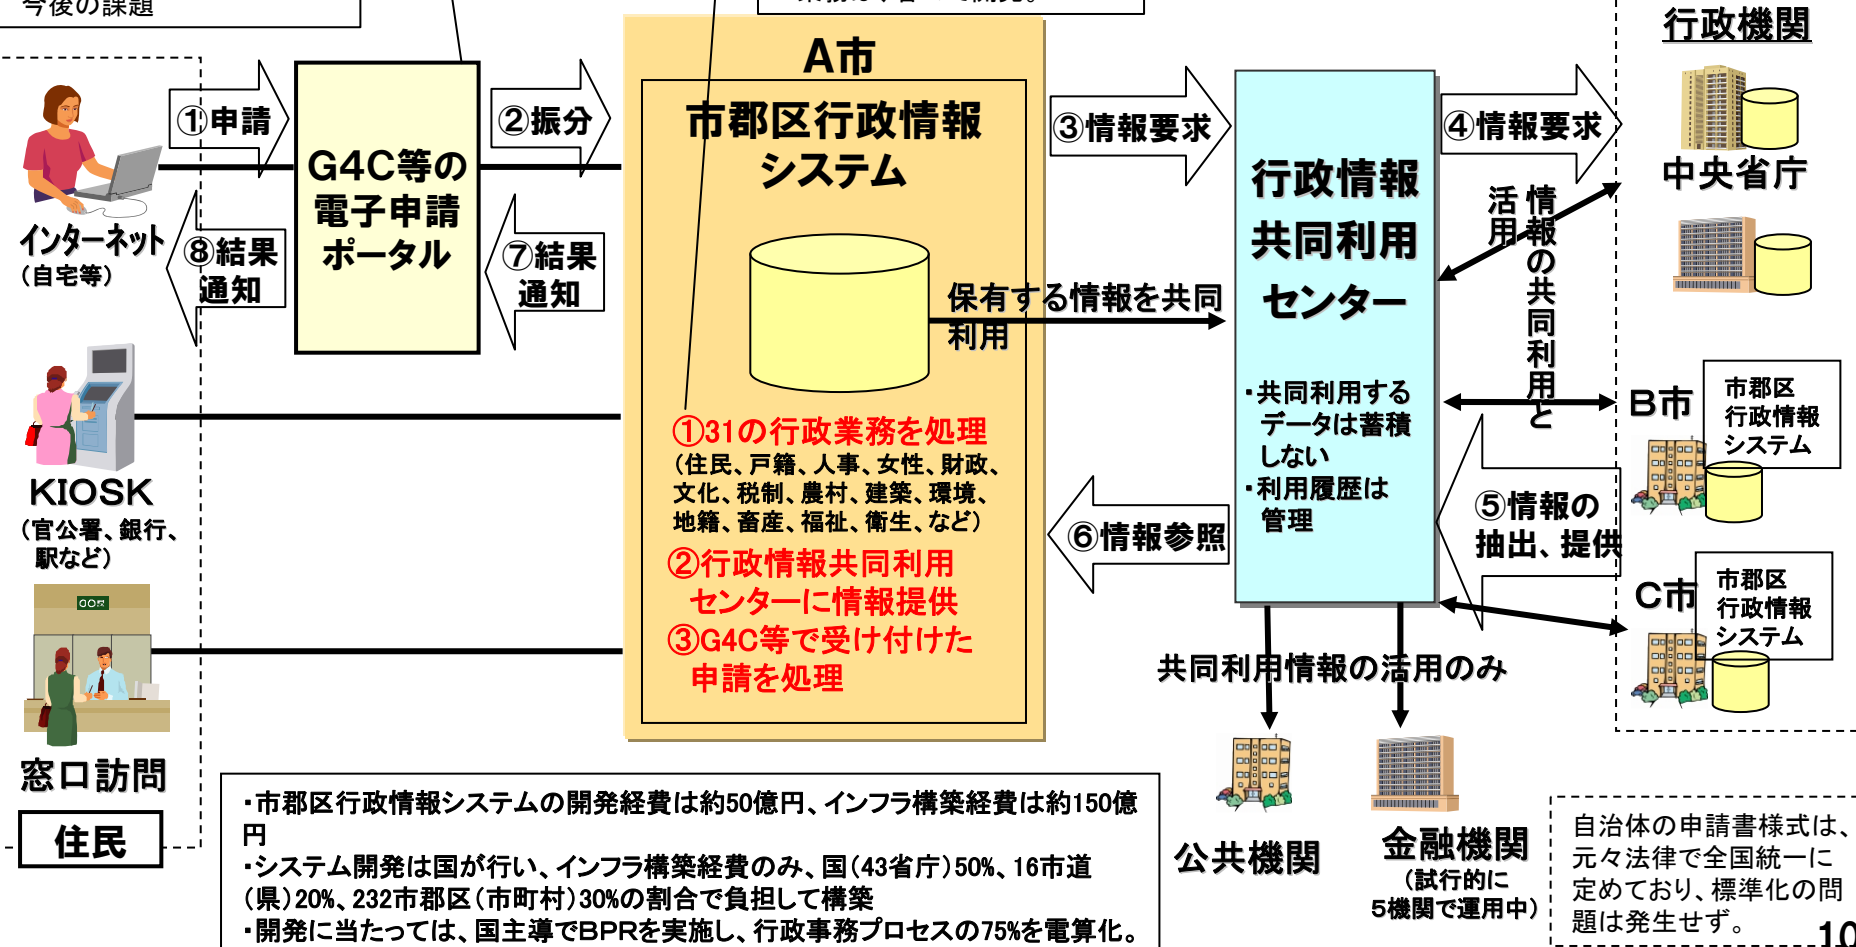 今後の課題
行政機関
A市
市郡区行政情報
システム
①申請
②振分
③情報要求
④情報要求
G4C等の
電子申請
ポータル
行政情報
共同利用
センター
中央省庁
インターネット
(自宅等)
⑧結果
通知
⑦結果
通知
保有する情報を共同
利用
情報の共同利用と
活用
・共同利用する
データは蓄積
しない
・利用履歴は
管理
B市
市郡区
行政情報
システム
①31の行政業務を処理
(住民、戸籍、人事、女性、財政、
文化、税制、農村、建築、環境、
地籍、畜産、福祉、衛生、など)
②行政情報共同利用
センターに情報提供
③G4C等で受け付けた
申請を処理
KIOSK
(官公署、銀行、
駅など)
⑥情報参照
⑤情報の
抽出、提供
C市
市郡区
行政情報
システム
共同利用情報の活用のみ
窓口訪問
住民
公共機関
金融機関
(試行的に
5機関で運用中)
・市郡区行政情報システムの開発経費は約50億円、インフラ構築経費は約150億
円
・システム開発は国が行い、インフラ構築経費のみ、国(43省庁)50%、16市道
(県)20%、232市郡区(市町村)30%の割合で負担して構築
・開発に当たっては、国主導でBPRを実施し、行政事務プロセスの75%を電算化。
自治体の申請書様式は、
元々法律で全国統一に
定めており、標準化の問
題は発生せず。
10